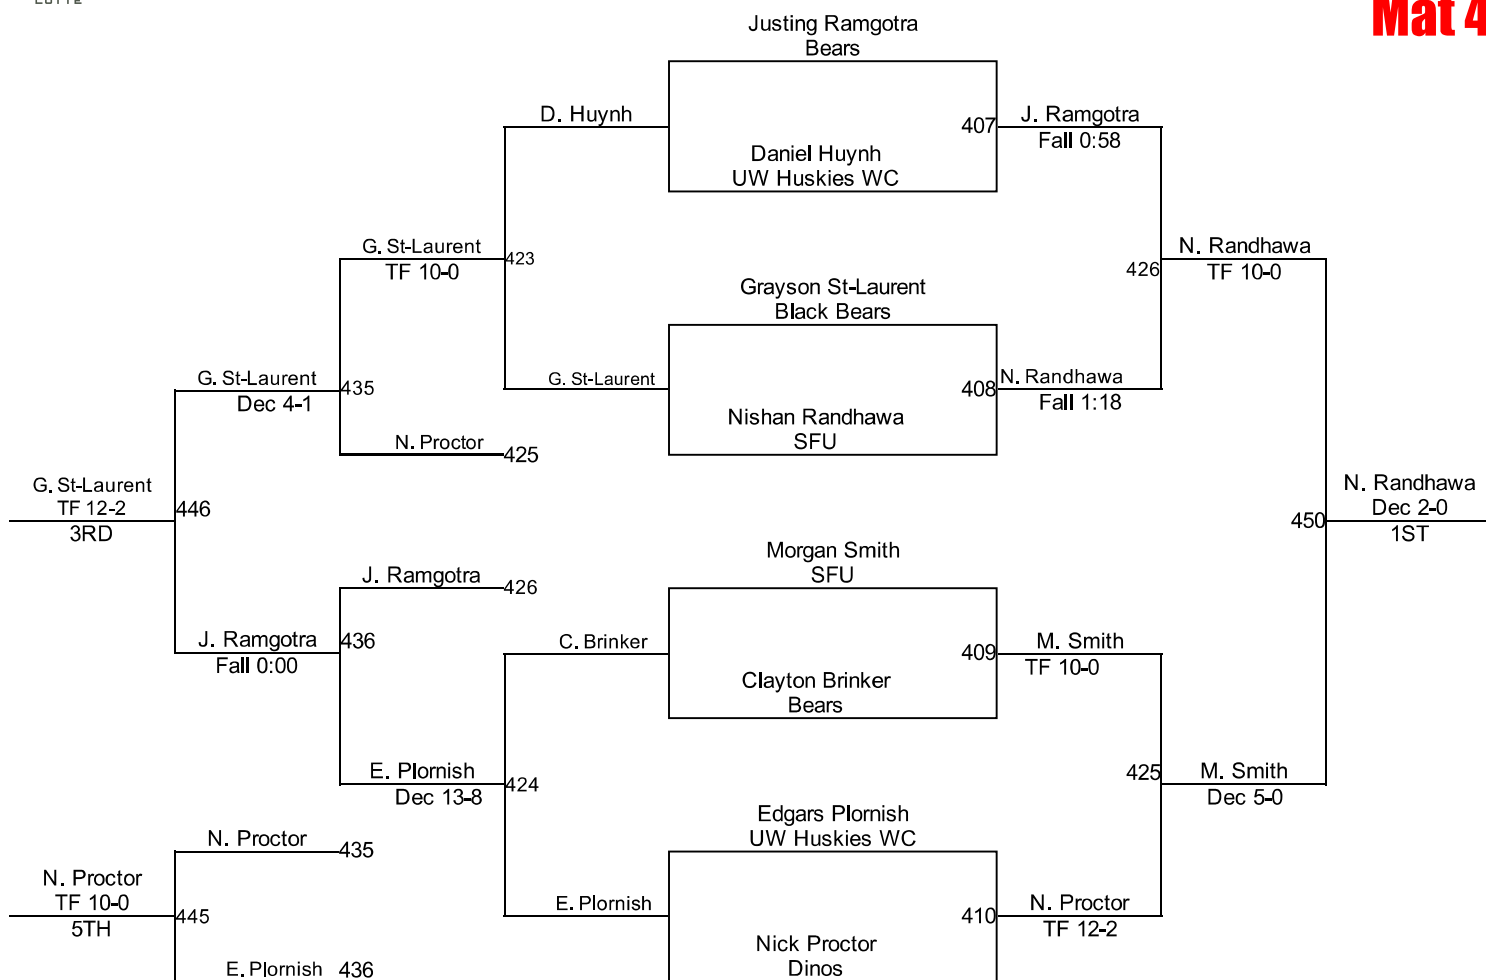 LUTTE
Mat 4
Justing Ramgotra
Bears
D. Huynh
407
J. Ramgotra
Fall 0:58
Daniel Huynh
UW Huskies WC
G. St-Laurent
TF 10-0
423
426
N. Randhawa
TF 10-0
Grayson St-Laurent
Black Bears
G. St-Laurent
Dec 4-1
435
G. St-Laurent
408
N. Randhawa
Fall 1:18
Nishan Randhawa
SFU
N. Proctor
425
G. St-Laurent
TF 12-2
3RD
446
450
N. Randhawa
Dec 2-0
1ST
Morgan Smith
SFU
J. Ramgotra
426
J. Ramgotra
Fall 0:00
436
C. Brinker
409
M. Smith
TF 10-0
Clayton Brinker
Bears
E. Plornish
Dec 13-8
424
425
M. Smith
Dec 5-0
Edgars Plornish
UW Huskies WC
N. Proctor
435
N. Proctor
TF 10-0
5TH
445
E. Plornish
410
N. Proctor
TF 12-2
Nick Proctor
Dinos
E. Plornish
436